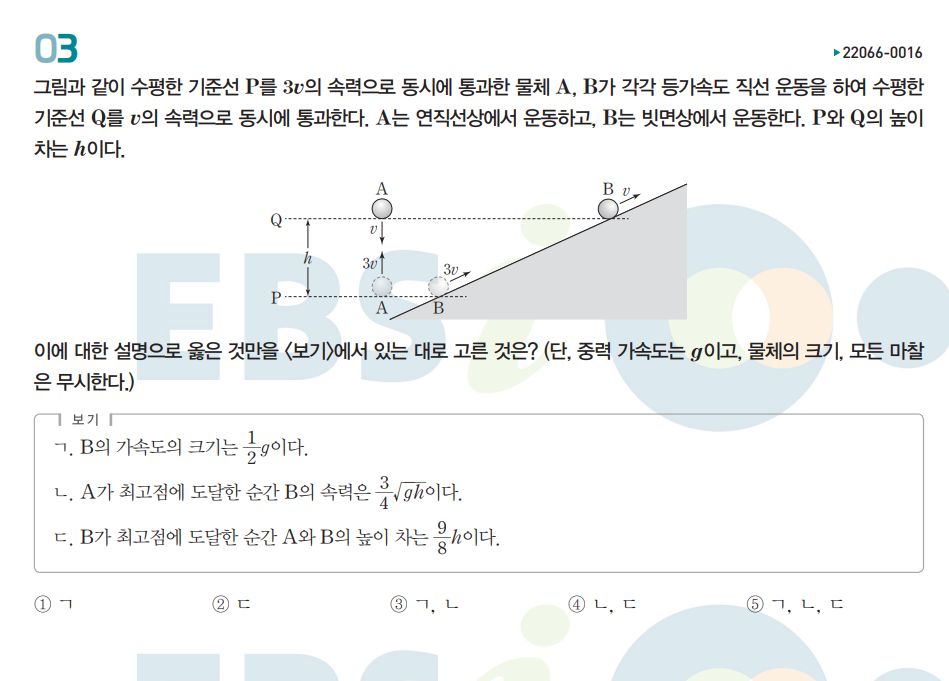 03
▶22066-0016
그림과 같이 수평한 기준선 P를 3v의 속력으로 동시에 통과한 물체 A, B가 각각 등가속도 직선 운동을 하여 수평한
기준선 Q를 v의 속력으로 동시에 통과한다. A는 연직선상에서 운동하고, B는 빗면상에서 운동한다. P와 Q의 높이
차는 h이다.
A
B v
Q
v
h
3v
3v
P
A
B
이에 대한 설명으로 옳은 것만을 〈보기〉에서 있는 대로 고른 것은? (단, 중력 가속도는 g이고, 물체의 크기, 모든 마찰
은 무시한다.)
보기
ㄱ. B의 가속도의 크기는 1/2 g이다.
ㄴ. A가 최고점에 도달한 순간 B의 속력은 3/4 √gh이다.
ㄷ. B가 최고점에 도달한 순간 A와 B의 높이 차는 9/8 h이다.
① ㄱ ② ㄷ ③ ㄱ, ㄴ ④ ㄴ, ㄷ ⑤ ㄱ, ㄴ, ㄷ
EBSi